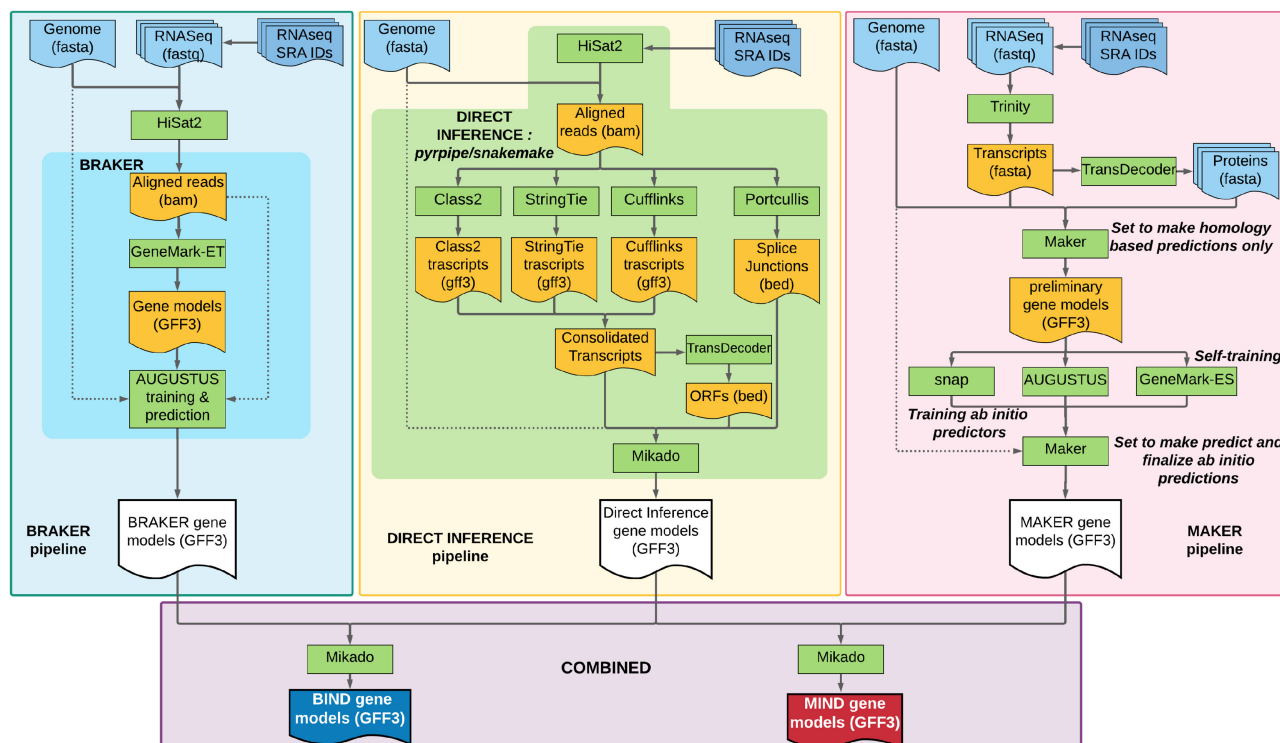 Genome
(fasta)
RNASeq
(fastq)
RNAseq
SRA IDs
HiSat2
BRAKER
Aligned reads
(bam)
GeneMark-ET
Gene models
(GFF3)
AUGUSTUS
training &
prediction
BRAKER
pipeline
BRAKER gene
models (GFF3)
Genome
(fasta)
HiSat2
RNAseq
SRA IDs
DIRECT
INFERENCE :
pyrpipe/snakemake
Aligned
reads (bam)
Class2
StringTie
Cufflinks
Portcullis
Class2
trascripts
(gff3)
StringTie
trascripts
(gff3)
Cufflinks
trascripts
(gff3)
Splice
Junctions
(bed)
Consolidated
Transcripts
TransDecoder
ORFs (bed)
Mikado
DIRECT INFERENCE
pipeline
Direct Inference
gene models
(GFF3)
Genome
(fasta)
RNASeq
(fastq)
RNAseq
SRA IDs
Trinity
Transcripts
(fasta)
TransDecoder
Proteins
(fasta)
Maker
Set to make homology
based predictions only
preliminary
gene models
(GFF3)
Self-training
snap
AUGUSTUS
GeneMark-ES
Training ab initio
predictors
Maker
Set to make predict and
finalize ab initio
predictions
MAKER gene
models (GFF3)
MAKER
pipeline
Mikado
COMBINED
Mikado
BIND gene
models (GFF3)
MIND gene
models (GFF3)